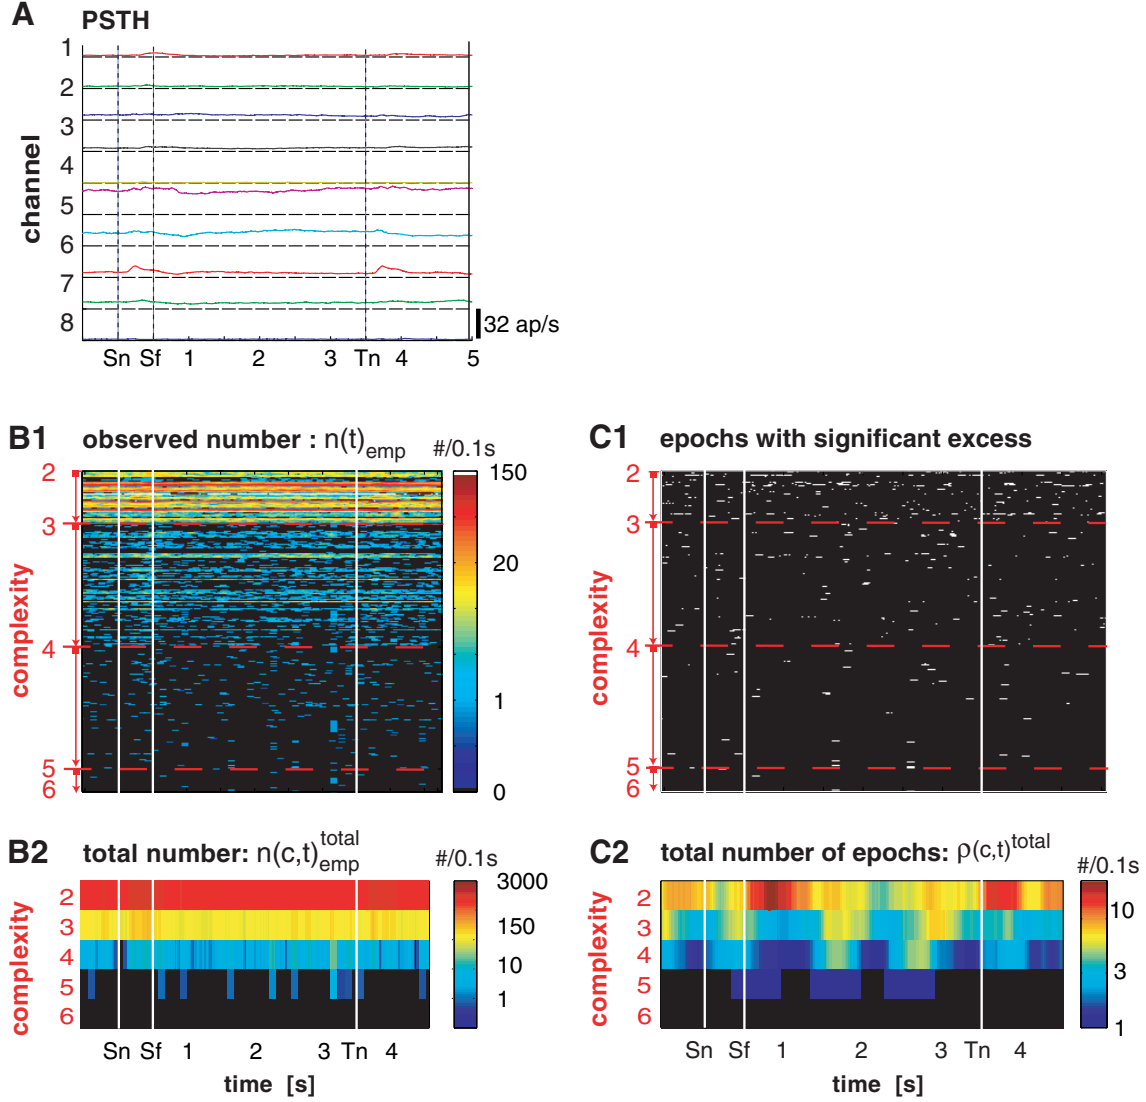 A PSTH
channel
1
2
3
4
5
6
7
8
32 ap/s
Sn Sf 1 2 3 Tn 4 5
B1 observed number : n(t)emp #/0.1s
complexity
2
3
4
5
6
150
20
1
0
C1 epochs with significant excess
complexity
2
3
4
5
6
B2 total number: n(c,t)emp total #/0.1s
complexity
2
3
4
5
6
3000
150
10
1
Sn Sf 1 2 3 Tn 4
time [s]
C2 total number of epochs: ρ(c,t)total #/0.1s
complexity
2
3
4
5
6
10
3
1
Sn Sf 1 2 3 Tn 4
time [s]